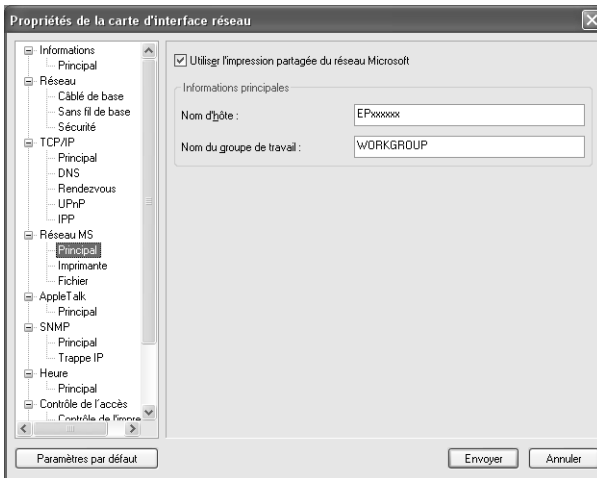 Propriétés de la carte d'interface réseau
Informations
Principal
Réseau
Câblé de base
Sans fil de base
Sécurité
TCP/IP
Principal
DNS
Rendezvous
UPnP
IPP
Réseau MS
Principal
Imprimante
Fichier
AppleTalk
Principal
SNMP
Principal
Trappe IP
Heure
Principal
Contrôle de l'accès
Contrôle de l'impre
Utiliser l'impression partagée du réseau Microsoft
Informations principales
Nom d'hôte :
EPxxxxxx
Nom du groupe de travail :
WORKGROUP
Paramètres par défaut
Envoyer
Annuler